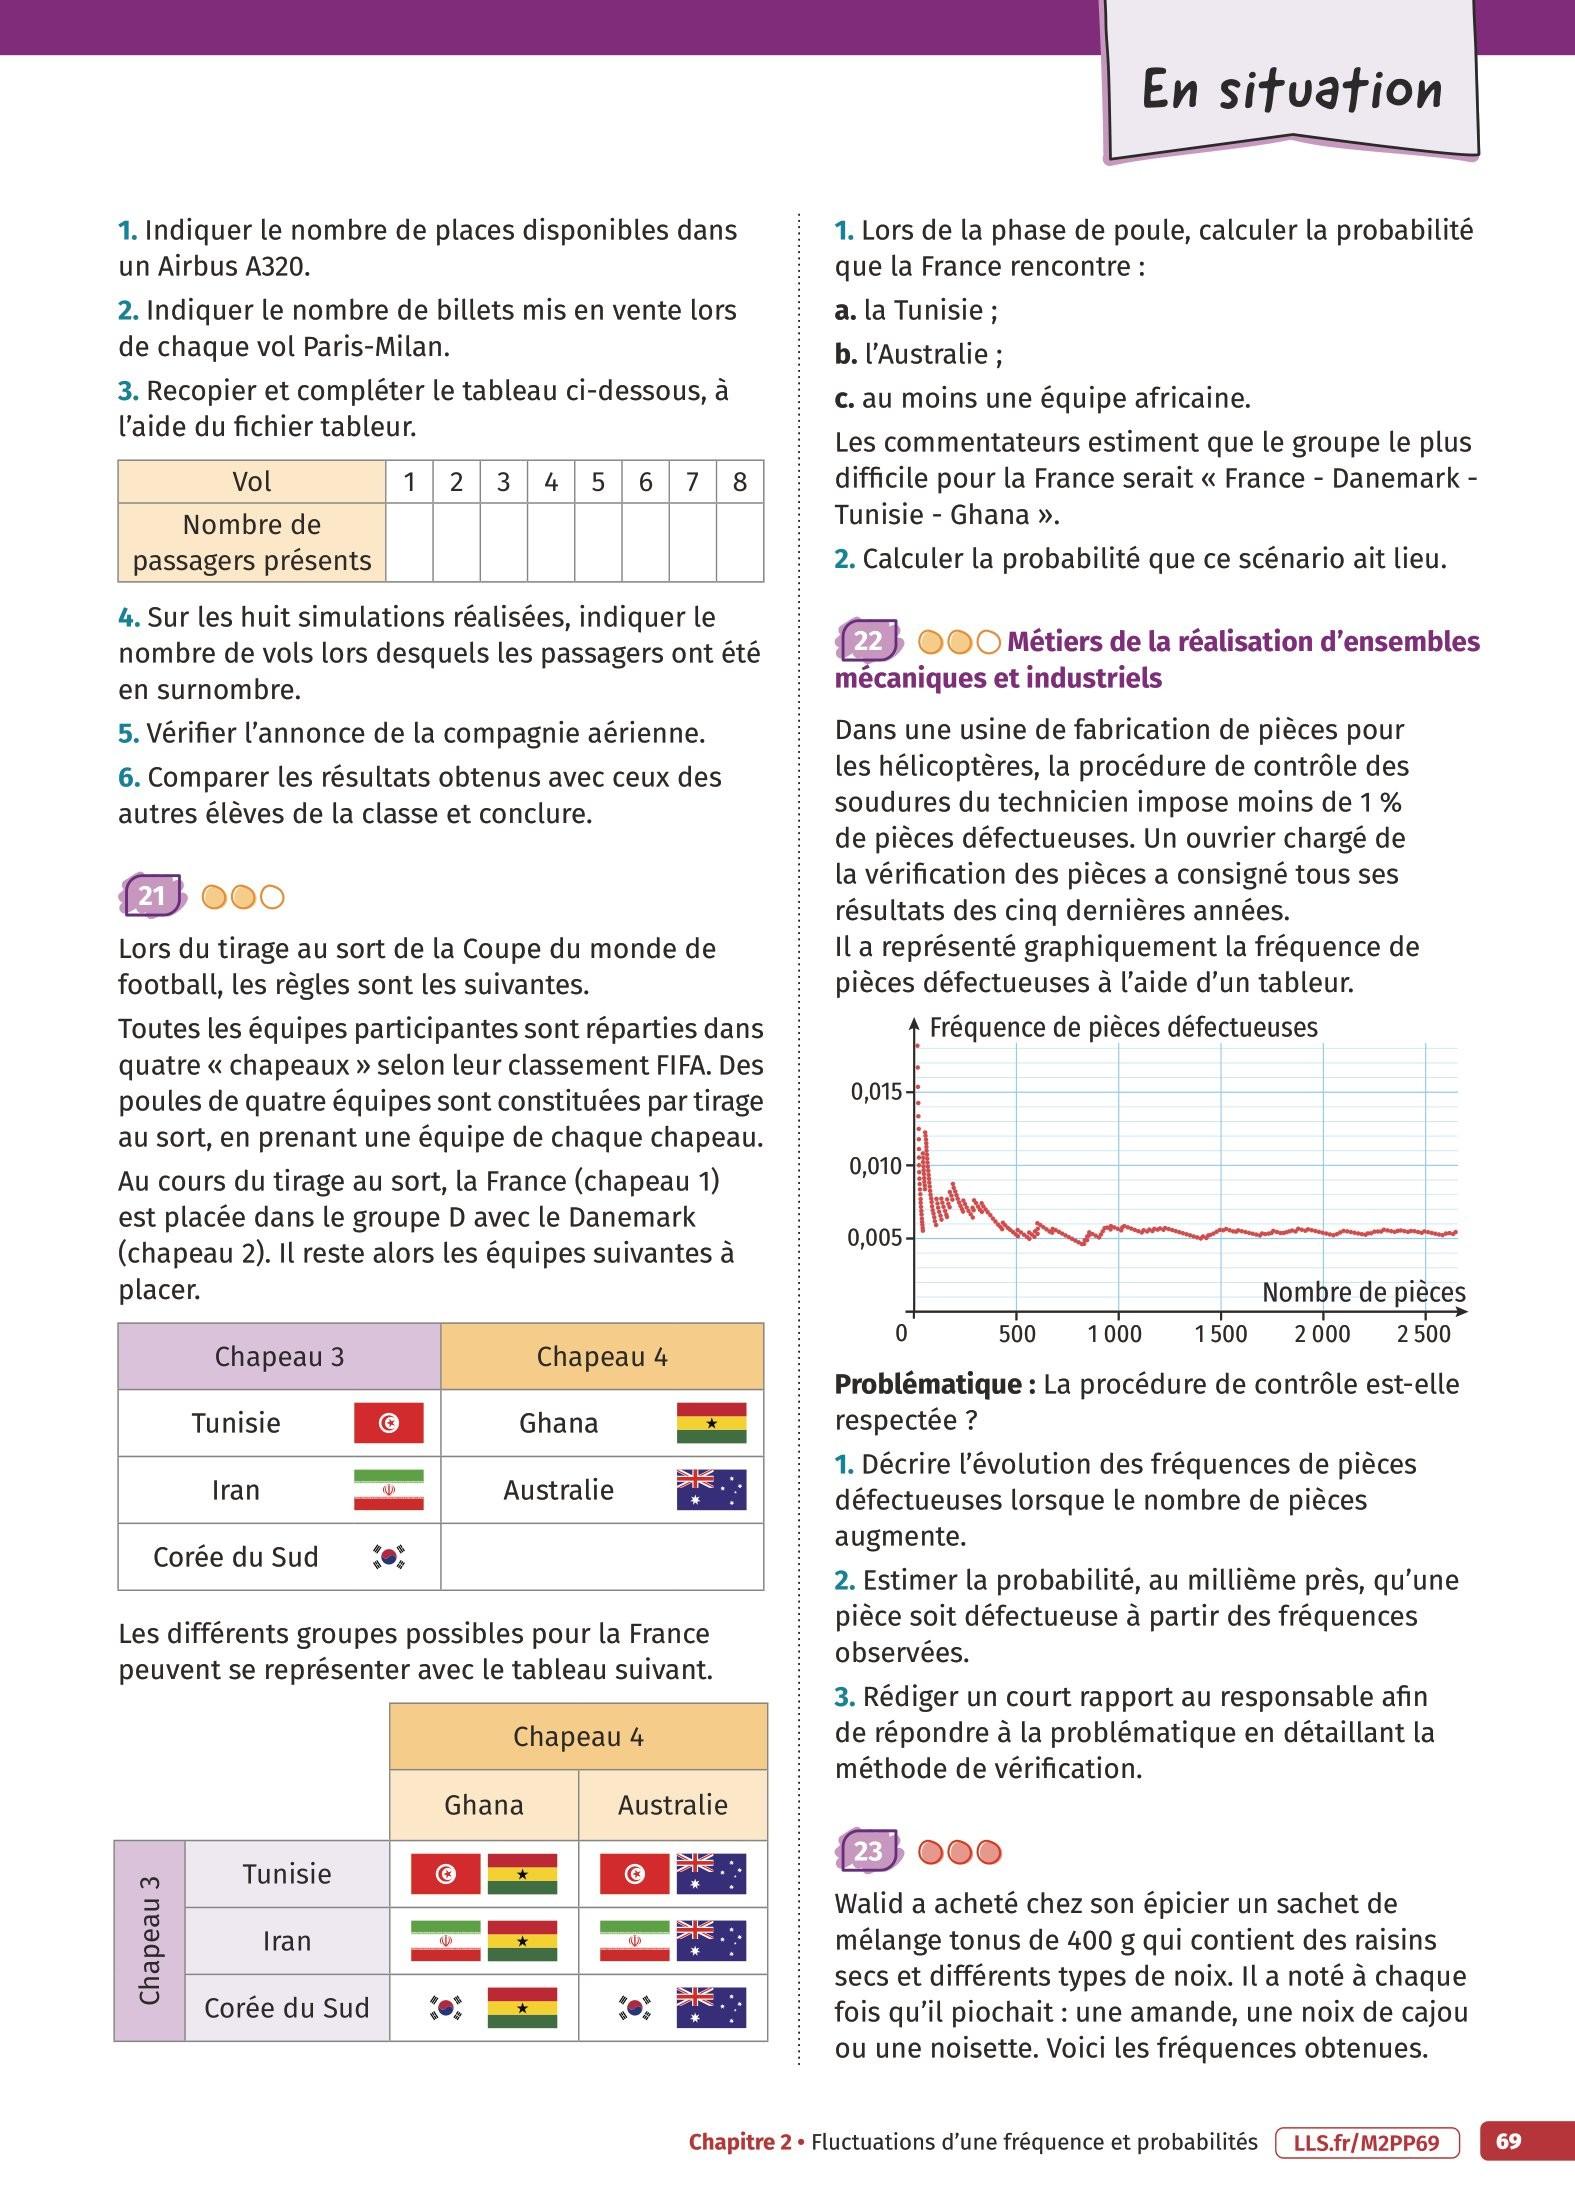 En situation
1. Indiquer le nombre de places disponibles dans
un Airbus A320.
2. Indiquer le nombre de billets mis en vente lors
de chaque vol Paris-Milan.
3. Recopier et compléter le tableau ci-dessous, à
l'aide du fichier tableur.
Vol 1 2 3 4 5 6 7 8
Nombre de
passagers présents
4. Sur les huit simulations réalisées, indiquer le
nombre de vols lors desquels les passagers ont été
en surnombre.
5. Vérifier l'annonce de la compagnie aérienne.
6. Comparer les résultats obtenus avec ceux des
autres élèves de la classe et conclure.
21
Lors du tirage au sort de la Coupe du monde de
football, les règles sont les suivantes.
Toutes les équipes participantes sont réparties dans
quatre « chapeaux » selon leur classement FIFA. Des
poules de quatre équipes sont constituées par tirage
au sort, en prenant une équipe de chaque chapeau.
Au cours du tirage au sort, la France (chapeau 1)
est placée dans le groupe D avec le Danemark
(chapeau 2). Il reste alors les équipes suivantes à
placer.
Chapeau 3 Chapeau 4
Tunisie Ghana
Iran Australie
Corée du Sud
Les différents groupes possibles pour la France
peuvent se représenter avec le tableau suivant.
Chapeau 4
Ghana Australie
Chapeau 3
Tunisie
Iran
Corée du Sud
1. Lors de la phase de poule, calculer la probabilité
que la France rencontre :
a. la Tunisie ;
b. l'Australie ;
c. au moins une équipe africaine.
Les commentateurs estiment que le groupe le plus
difficile pour la France serait « France - Danemark -
Tunisie - Ghana ».
2. Calculer la probabilité que ce scénario ait lieu.
22 Métiers de la réalisation d'ensembles
mécaniques et industriels
Dans une usine de fabrication de pièces pour
les hélicoptères, la procédure de contrôle des
soudures du technicien impose moins de 1 %
de pièces défectueuses. Un ouvrier chargé de
la vérification des pièces a consigné tous ses
résultats des cinq dernières années.
Il a représenté graphiquement la fréquence de
pièces défectueuses à l'aide d'un tableur.
Fréquence de pièces défectueuses
0,015
0,010
0,005
Nombre de pièces
0 500 1 000 1 500 2 000 2 500
Problématique : La procédure de contrôle est-elle
respectée ?
1. Décrire l'évolution des fréquences de pièces
défectueuses lorsque le nombre de pièces
augmente.
2. Estimer la probabilité, au millième près, qu'une
pièce soit défectueuse à partir des fréquences
observées.
3. Rédiger un court rapport au responsable afin
de répondre à la problématique en détaillant la
méthode de vérification.
23
Walid a acheté chez son épicier un sachet de
mélange tonus de 400 g qui contient des raisins
secs et différents types de noix. Il a noté à chaque
fois qu'il piochait : une amande, une noix de cajou
ou une noisette. Voici les fréquences obtenues.
Chapitre 2 • Fluctuations d'une fréquence et probabilités LLS.fr/M2PP69 69